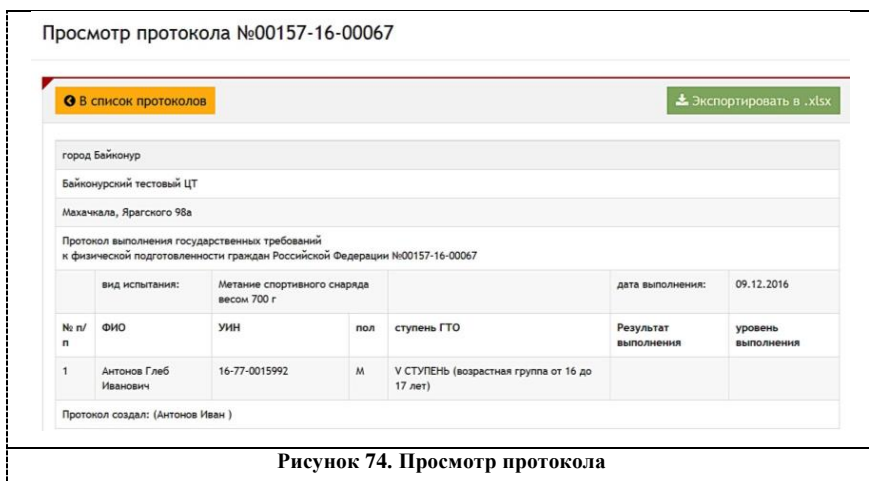 Просмотр протокола №00157-16-00067
В список протоколов
Экспортировать в .xlsx
город Байконур
Байконурский тестовый ЦТ
Махачкала, Ярагского 98а
Протокол выполнения государственных требований
к физической подготовленности граждан Российской Федерации №00157-16-00067
вид испытания: Метание спортивного снаряда дата выполнения: 09.12.2016
весом 700 г
№ п/ ФИО УИН пол ступень ГТО Результат уровень
п выполнения выполнения
1 Антонов Глеб 16-77-0015992 М V СТУПЕНЬ (возрастная группа от 16 до
Иванович 17 лет)
Протокол создал: (Антонов Иван )
Рисунок 74. Просмотр протокола